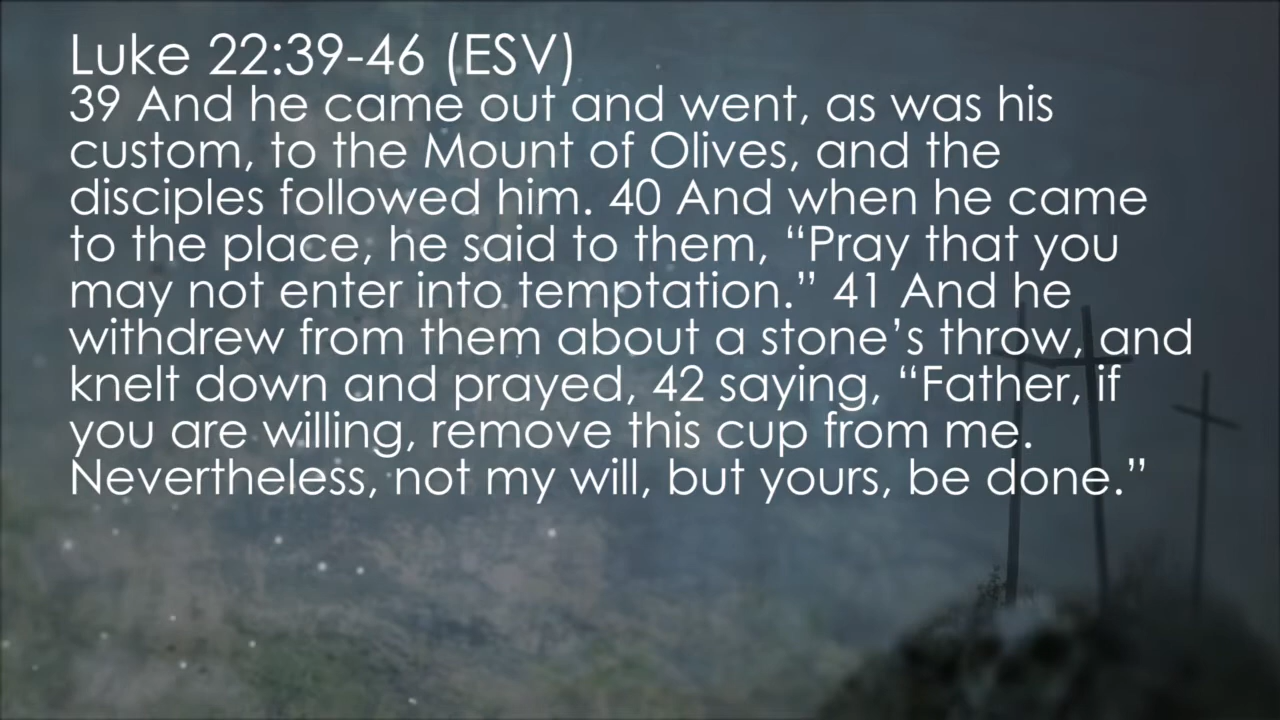 Luke 22:39-46 (ESV)
39 And he came out and went, as was his
custom, to the Mount of Olives, and the
disciples followed him. 40 And when he came
to the place, he said to them, “Pray that you
may not enter into temptation.” 41 And he
withdrew from them about a stone’s throw, and
knelt down and prayed, 42 saying, “Father, if
you are willing, remove this cup from me.
Nevertheless, not my will, but yours, be done.”